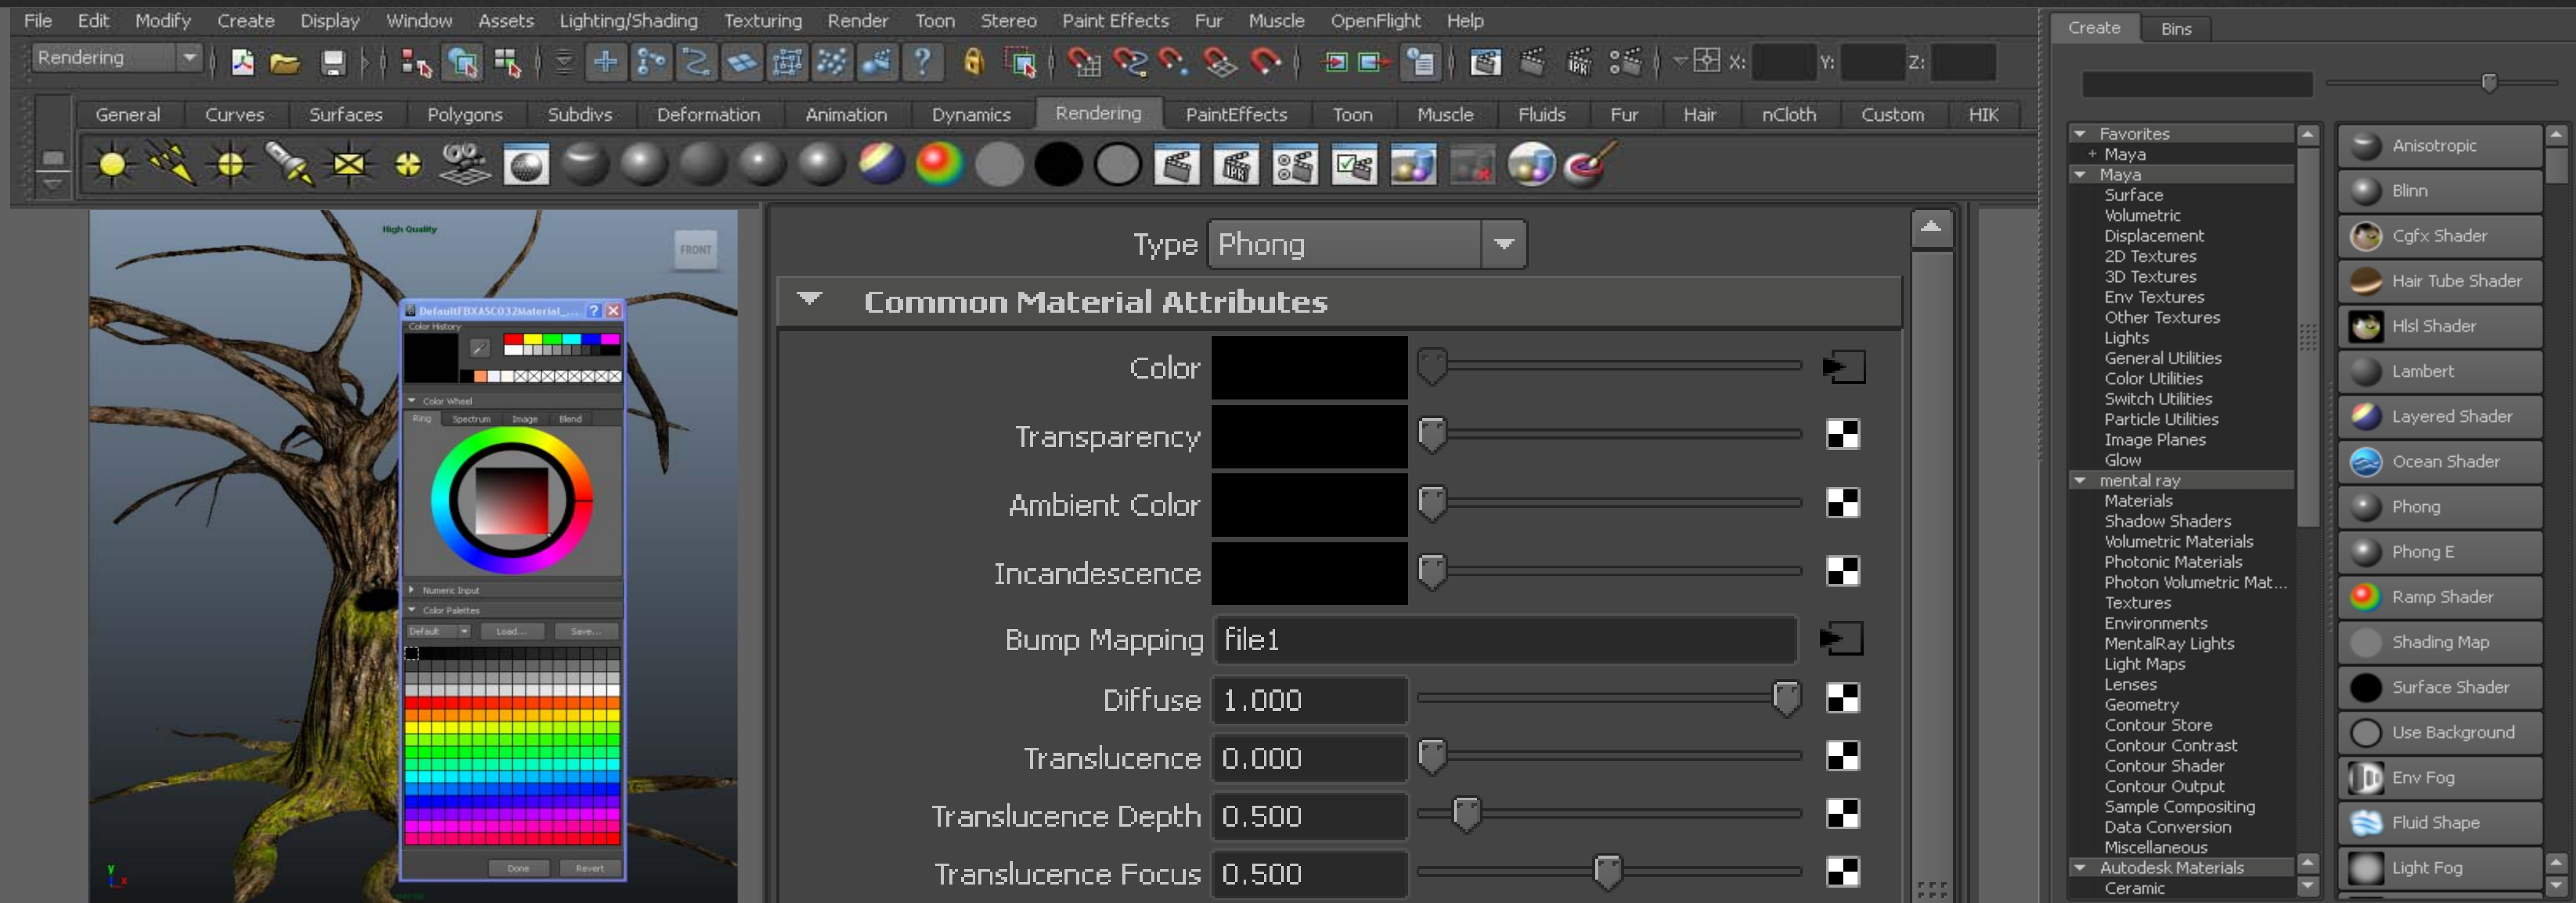 File Edit Modify Create Display Window Assets Lighting/Shading Texturing Render Toon Stereo Paint Effects Fur Muscle OpenFlight Help
Rendering X: Y: Z:
General Curves Surfaces Polygons Subdivs Deformation Animation Dynamics Rendering PaintEffects Toon Muscle Fluids Fur Hair nCloth Custom HIK
IPR
High Quality
FRONT
DefaultFBXASC032Material_...
Color History
Color Wheel
Ring Spectrum Image Blend
Numeric Input
Color Palettes
Default Load... Save...
Done Revert
y
x
Type Phong
Common Material Attributes
Color
Transparency
Ambient Color
Incandescence
Bump Mapping file1
Diffuse 1.000
Translucence 0.000
Translucence Depth 0.500
Translucence Focus 0.500
Create Bins
Favorites
+ Maya
Maya
Surface
Volumetric
Displacement
2D Textures
3D Textures
Env Textures
Other Textures
Lights
General Utilities
Color Utilities
Switch Utilities
Particle Utilities
Image Planes
Glow
mental ray
Materials
Shadow Shaders
Volumetric Materials
Photonic Materials
Photon Volumetric Mat...
Textures
Environments
MentalRay Lights
Light Maps
Lenses
Geometry
Contour Store
Contour Contrast
Contour Shader
Contour Output
Sample Compositing
Data Conversion
Miscellaneous
Autodesk Materials
Ceramic
Anisotropic
Blinn
Cgfx Shader
Hair Tube Shader
Hlsl Shader
Lambert
Layered Shader
Ocean Shader
Phong
Phong E
Ramp Shader
Shading Map
Surface Shader
Use Background
Env Fog
Fluid Shape
Light Fog